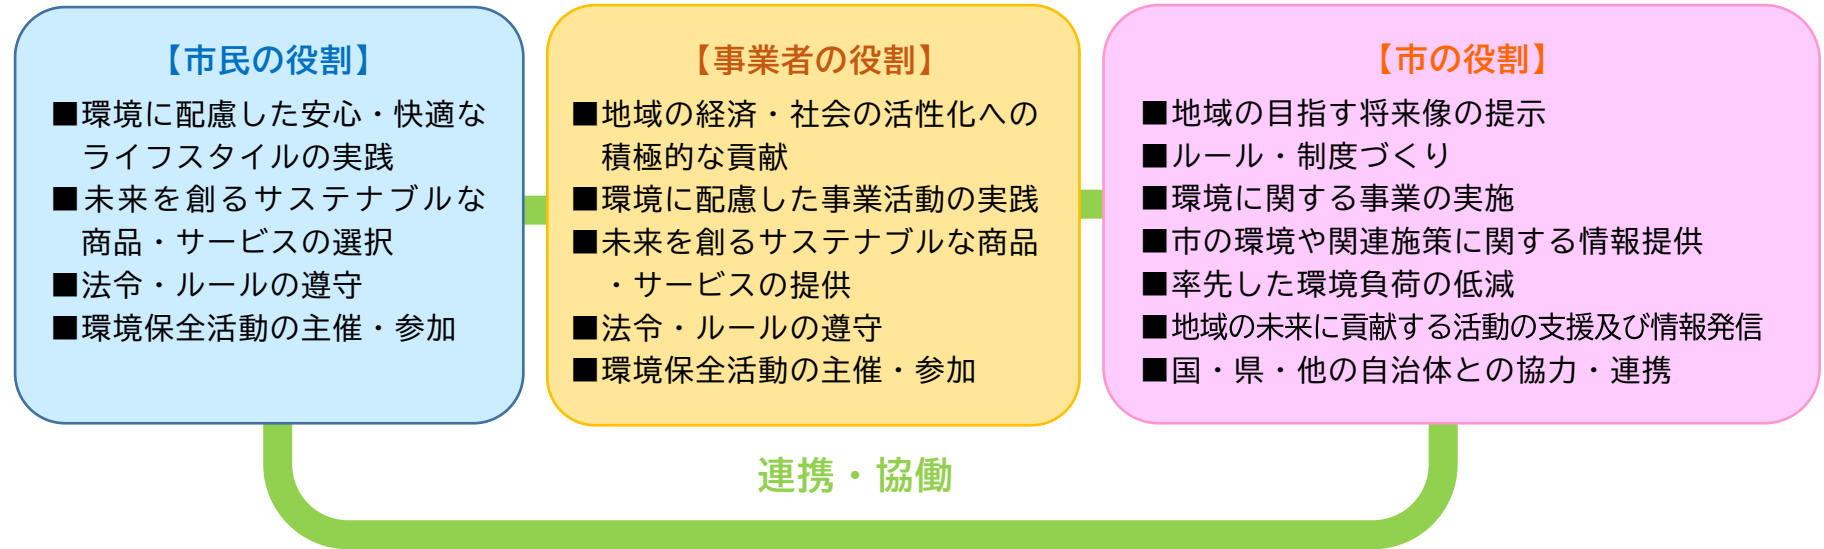 【市民の役割】
■環境に配慮した安心・快適な
ライフスタイルの実践
■未来を創るサステナブルな
商品・サービスの選択
■法令・ルールの遵守
■環境保全活動の主催・参加
【事業者の役割】
■地域の経済・社会の活性化への
積極的な貢献
■環境に配慮した事業活動の実践
■未来を創るサステナブルな商品
・サービスの提供
■法令・ルールの遵守
■環境保全活動の主催・参加
【市の役割】
■地域の目指す将来像の提示
■ルール・制度づくり
■環境に関する事業の実施
■市の環境や関連施策に関する情報提供
■率先した環境負荷の低減
■地域の未来に貢献する活動の支援及び情報発信
■国・県・他の自治体との協力・連携
連携・協働